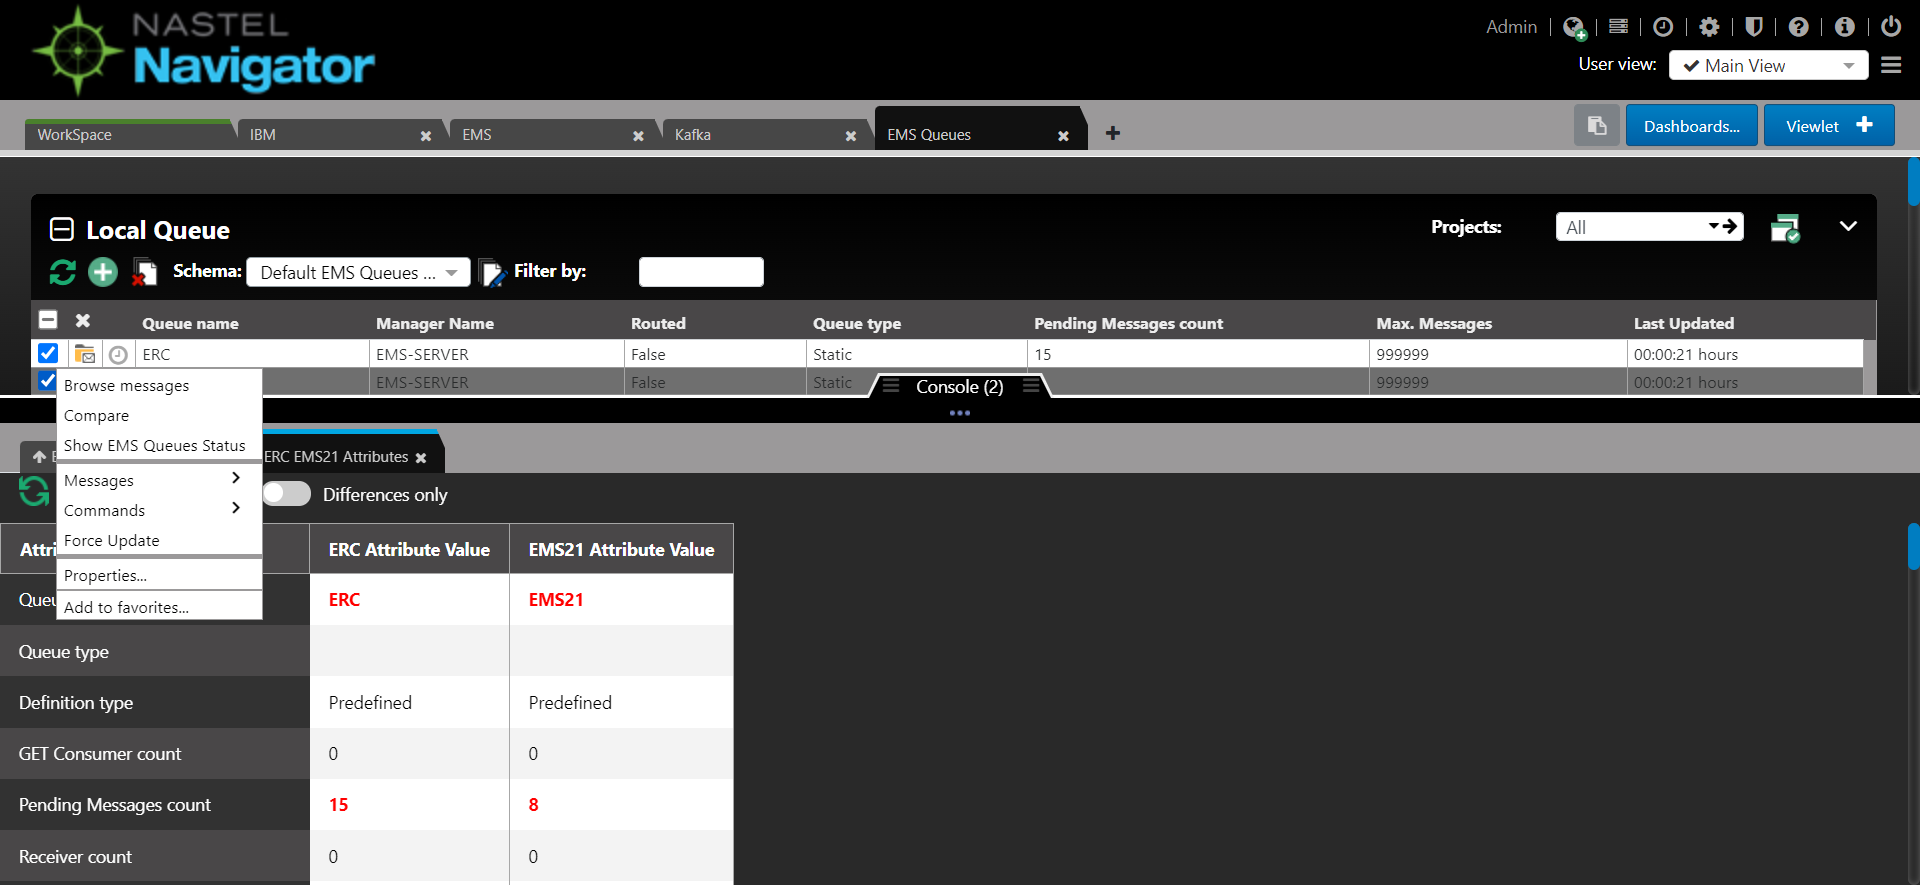 NASTEL
Navigator
Admin
User view: Main View
WorkSpace IBM EMS Kafka EMS Queues
Dashboards... Viewlet
Local Queue
Projects: All
Schema: Default EMS Queues ... Filter by:
Queue name Manager Name Routed Queue type Pending Messages count Max. Messages Last Updated
ERC EMS-SERVER False Static 15 999999 00:00:21 hours
EMS-SERVER False Static 999999 00:00:21 hours
Console (2)
Browse messages
Compare
Show EMS Queues Status
Messages
Commands
Force Update
Properties...
Add to favorites...
ERC EMS21 Attributes
Differences only
ERC Attribute Value EMS21 Attribute Value
ERC EMS21
Queue type
Definition type Predefined Predefined
GET Consumer count 0 0
Pending Messages count 15 8
Receiver count 0 0